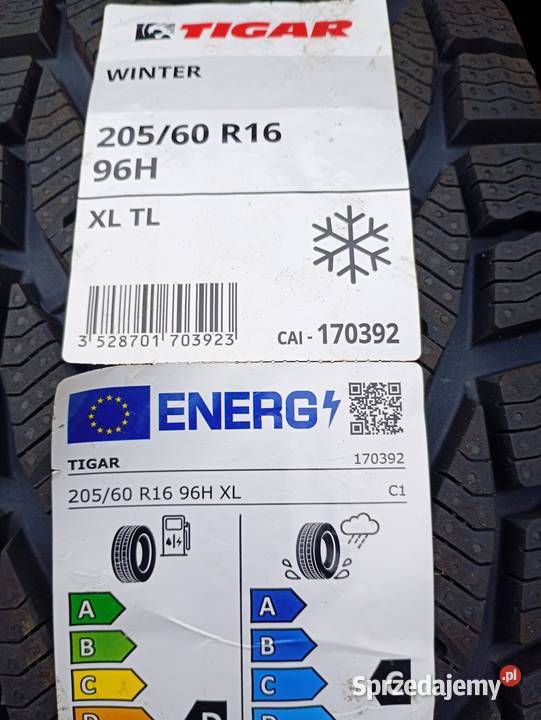 TIGAR
WINTER
205/60 R16
96H
XL TL
3 528701 703923
CAI - 170392
ENERG
TIGAR 170392
205/60 R16 96H XL C1
A A
B B
C C C
D D
Sprzedajemy.pl